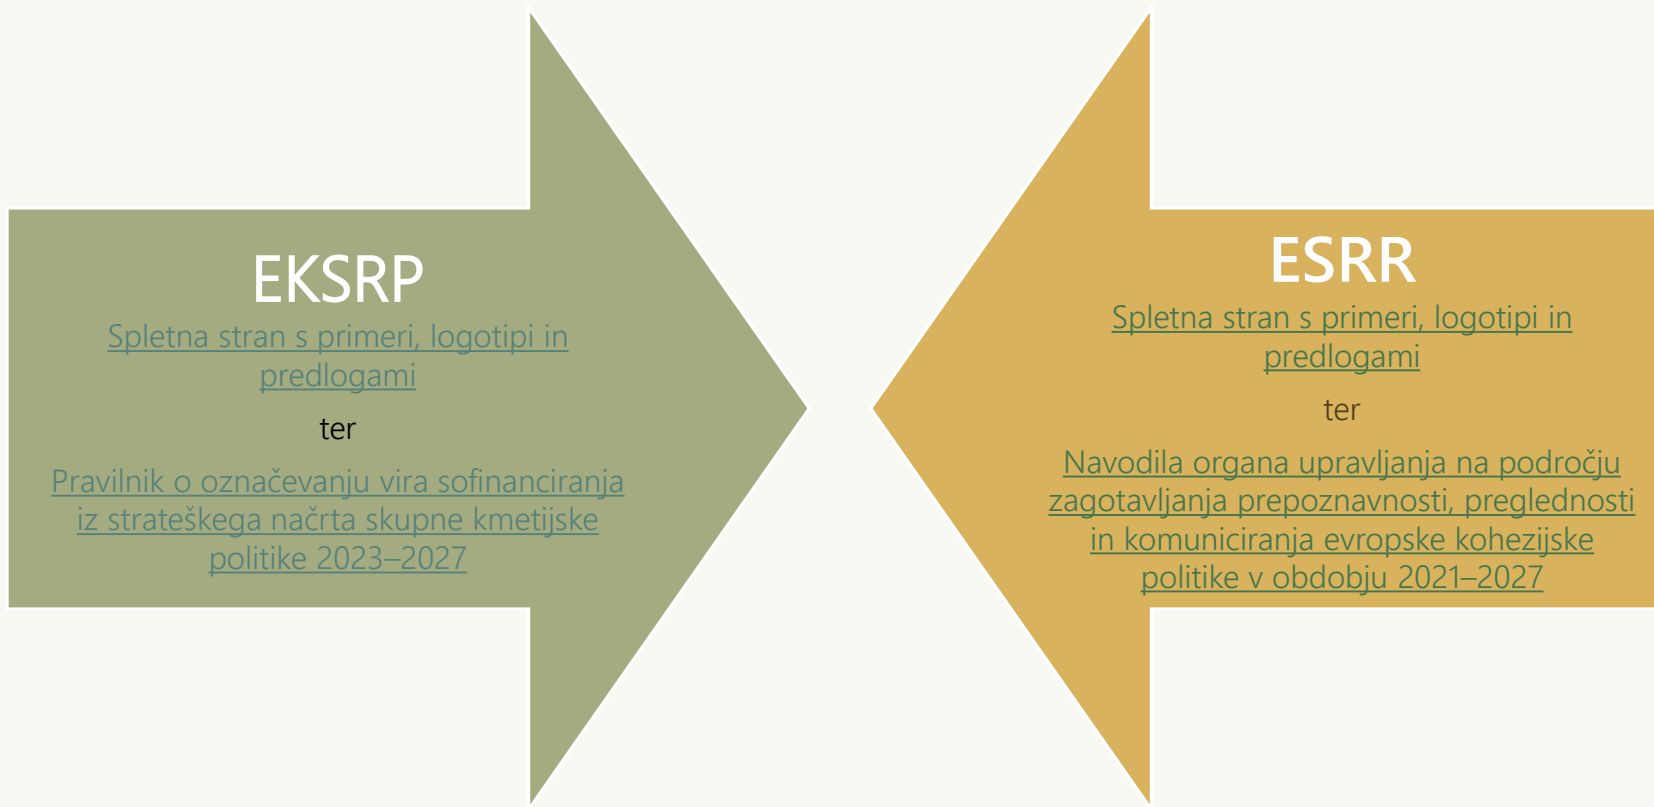 EKSRP
Spletna stran s primeri, logotipi in
predlogami
ter
Pravilnik o označevanju vira sofinanciranja
iz strateškega načrta skupne kmetijske
politike 2023–2027
ESRR
Spletna stran s primeri, logotipi in
predlogami
ter
Navodila organa upravljanja na področju
zagotavljanja prepoznavnosti, preglednosti
in komuniciranja evropske kohezijske
politike v obdobju 2021–2027